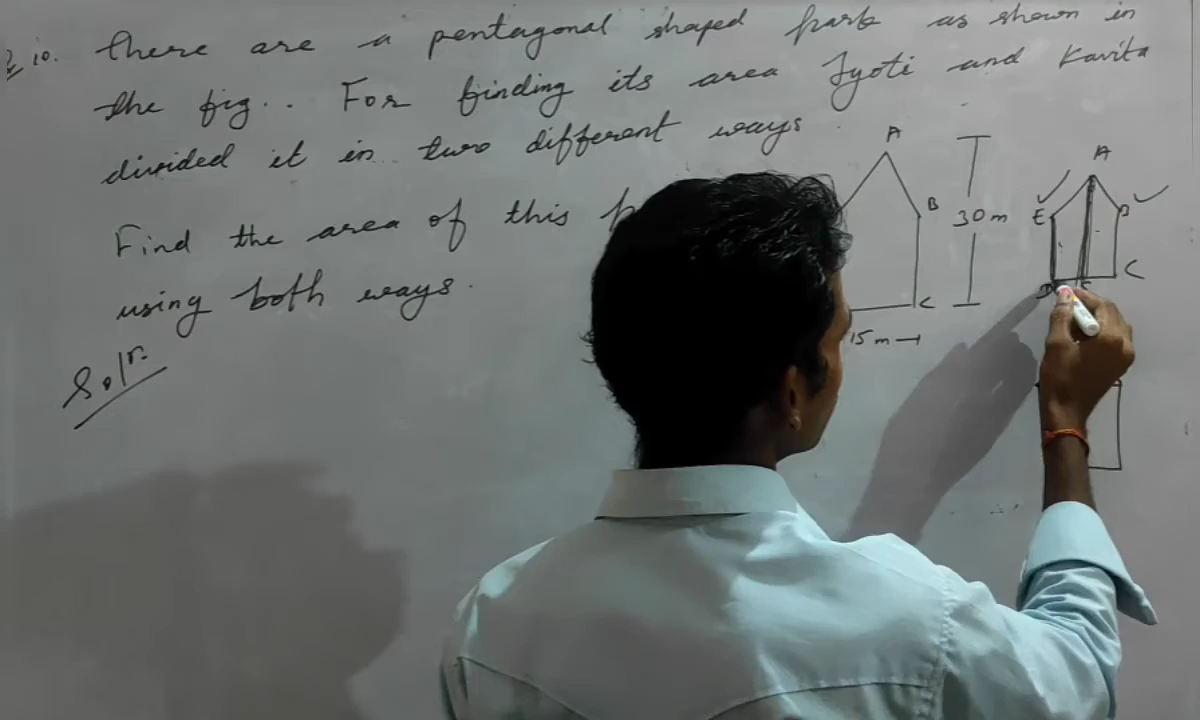 Q 10. There are a pentagonal shaped park as shown in
the fig.. For finding its area Jyoti and Kavita
divided it in two different ways.
Find the area of this
using both ways.
Soln.
A
B
C
30 m
15 m
A
E
B
C
D